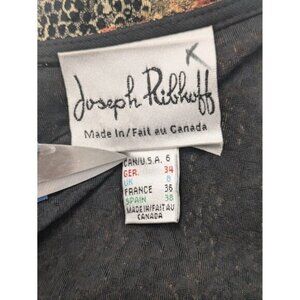 K
Joseph Ribkoff
Made In/Fait au Canada
CAN/U.S.A. 6
GER. 34
UK 8
FRANCE 36
SPAIN 38
MADE IN/FAIT AU
CANADA